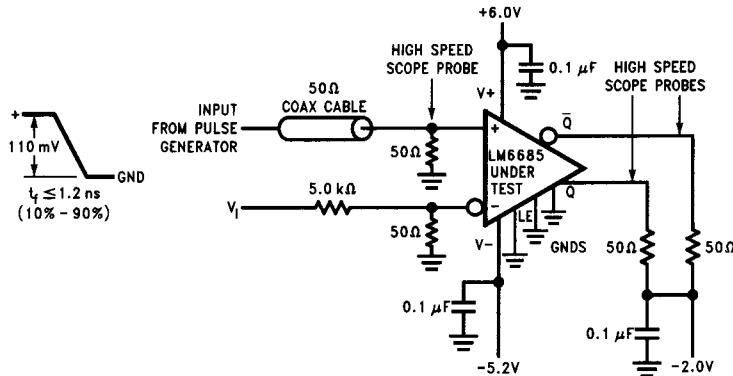 +6.0V
HIGH SPEED
SCOPE PROBE
0.1 μF
HIGH SPEED
SCOPE PROBES
50Ω
COAX CABLE
V+
INPUT
FROM PULSE
GENERATOR
+
Q̅
+
110 mV
GND
t_f ≤ 1.2 ns
(10% - 90%)
50Ω
LM6685
UNDER
TEST
Q
5.0 kΩ
V_I
-
LE
50Ω
V-
GNDS
50Ω
50Ω
0.1 μF
0.1 μF
-5.2V
-2.0V